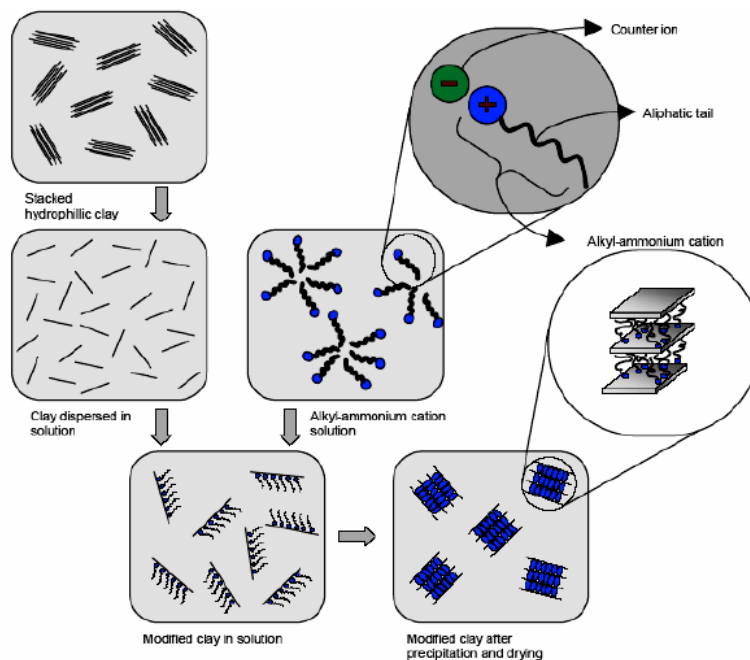 Counter ion
Aliphatic tail
Stacked
hydrophillic clay
Alkyl-ammonium cation
Clay dispersed in
solution
Alkyl-ammonium cation
solution
Modified clay in solution
Modified clay after
precipitation and drying